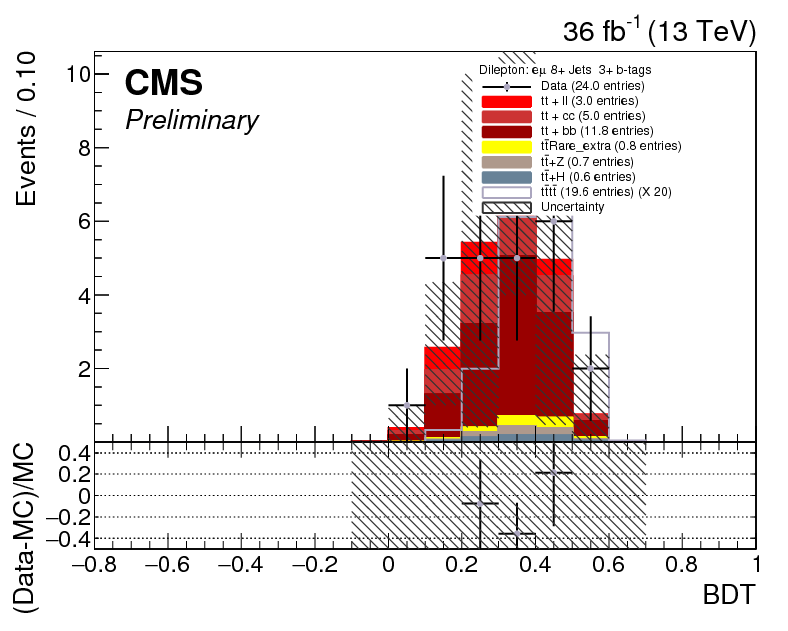 36 fb-1 (13 TeV)
CMS
Preliminary
Events / 0.10
10
8
6
4
2
Dilepton: eμ 8+ Jets 3+ b-tags
Data (24.0 entries)
tt + ll (3.0 entries)
tt + cc (5.0 entries)
tt + bb (11.8 entries)
tt̄Rare_extra (0.8 entries)
tt̄+Z (0.7 entries)
tt̄+H (0.6 entries)
tt̄tt̄ (19.6 entries) (X 20)
Uncertainty
(Data-MC)/MC
0.4
0.2
0
−0.2
−0.4
−0.8 −0.6 −0.4 −0.2 0 0.2 0.4 0.6 0.8 1
BDT